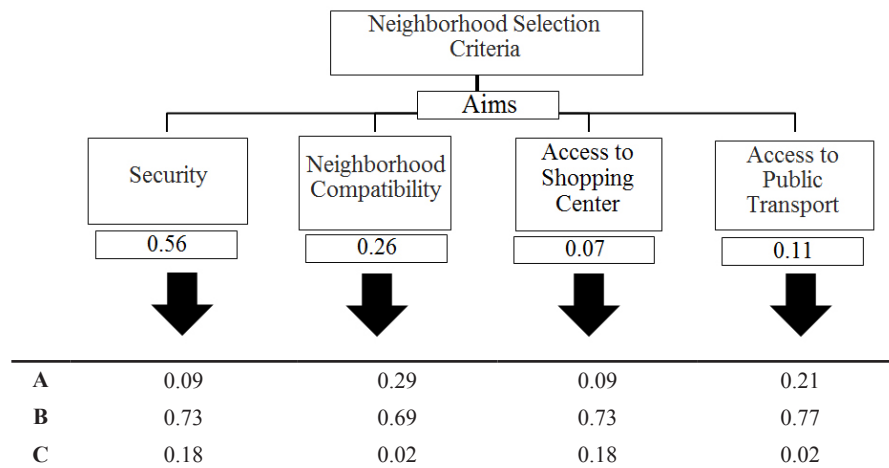 Neighborhood Selection
Criteria
Aims
Security
Neighborhood
Compatibility
Access to
Shopping
Center
Access to
Public
Transport
0.56
0.26
0.07
0.11
A 0.09 0.29 0.09 0.21
B 0.73 0.69 0.73 0.77
C 0.18 0.02 0.18 0.02